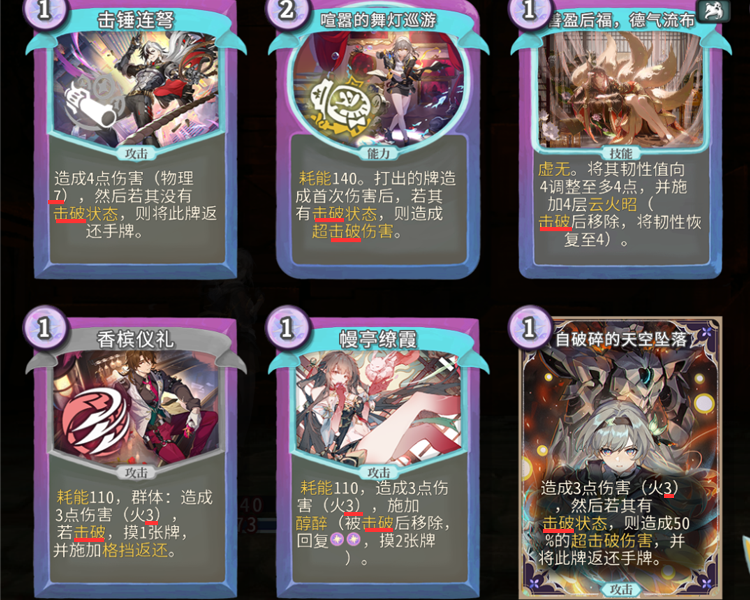 1
击锤连弩
攻击
造成4点伤害（物理
7），然后若其没有
击破状态，则将此牌返
还手牌。
2
喧嚣的舞灯巡游
能力
耗能140。打出的牌造
成首次伤害后，若其
有击破状态，则造成
超击破伤害。
1
善盈后福，德气流布
技能
虚无。将其韧性值向
4调整至多4点，并施
加4层云火昭（
击破后移除，将韧性恢
复至4）。
1
香槟仪礼
攻击
耗能110，群体：造成
3点伤害（火3），
若击破，摸1张牌，
并施加格挡返还。
1
幔亭缭霞
攻击
耗能110，造成3点伤
害（火3），施加
酩醉（被击破后移除，
回复，摸2张牌
）。
1
自破碎的天空坠落
造成3点伤害（火3）
，然后若其有
击破状态，则造成50
%的超击破伤害，并
将此牌返还手牌。
攻击